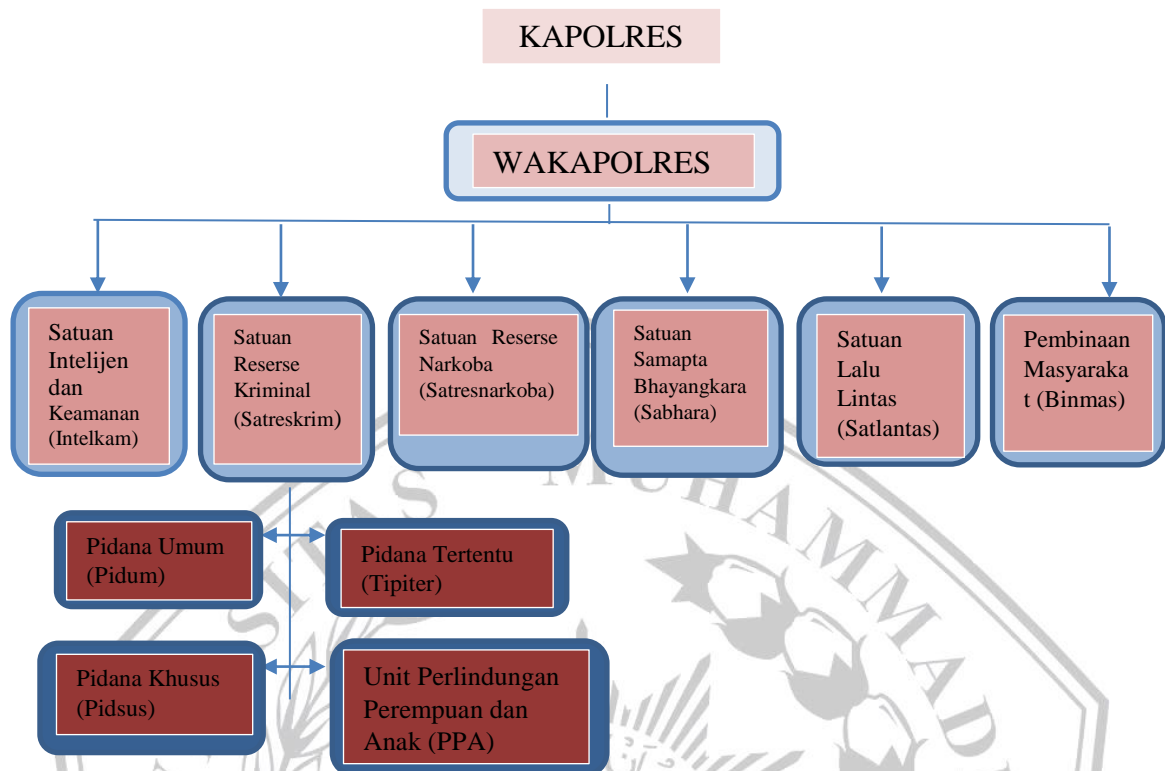 KAPOLRES
WAKAPOLRES
Satuan
Intelijen
dan
Keamanan
(Intelkam)
Satuan
Reserse
Kriminal
(Satreskrim)
Satuan Reserse
Narkoba
(Satresnarkoba)
Satuan
Samapta
Bhayangkara
(Sabhara)
Satuan
Lalu
Lintas
(Satlantas)
Pembinaan
Masyaraka
t (Binmas)
Pidana Umum
(Pidum)
Pidana Tertentu
(Tipiter)
Pidana Khusus
(Pidsus)
Unit Perlindungan
Perempuan dan
Anak (PPA)
SITAS MUHAMMAD